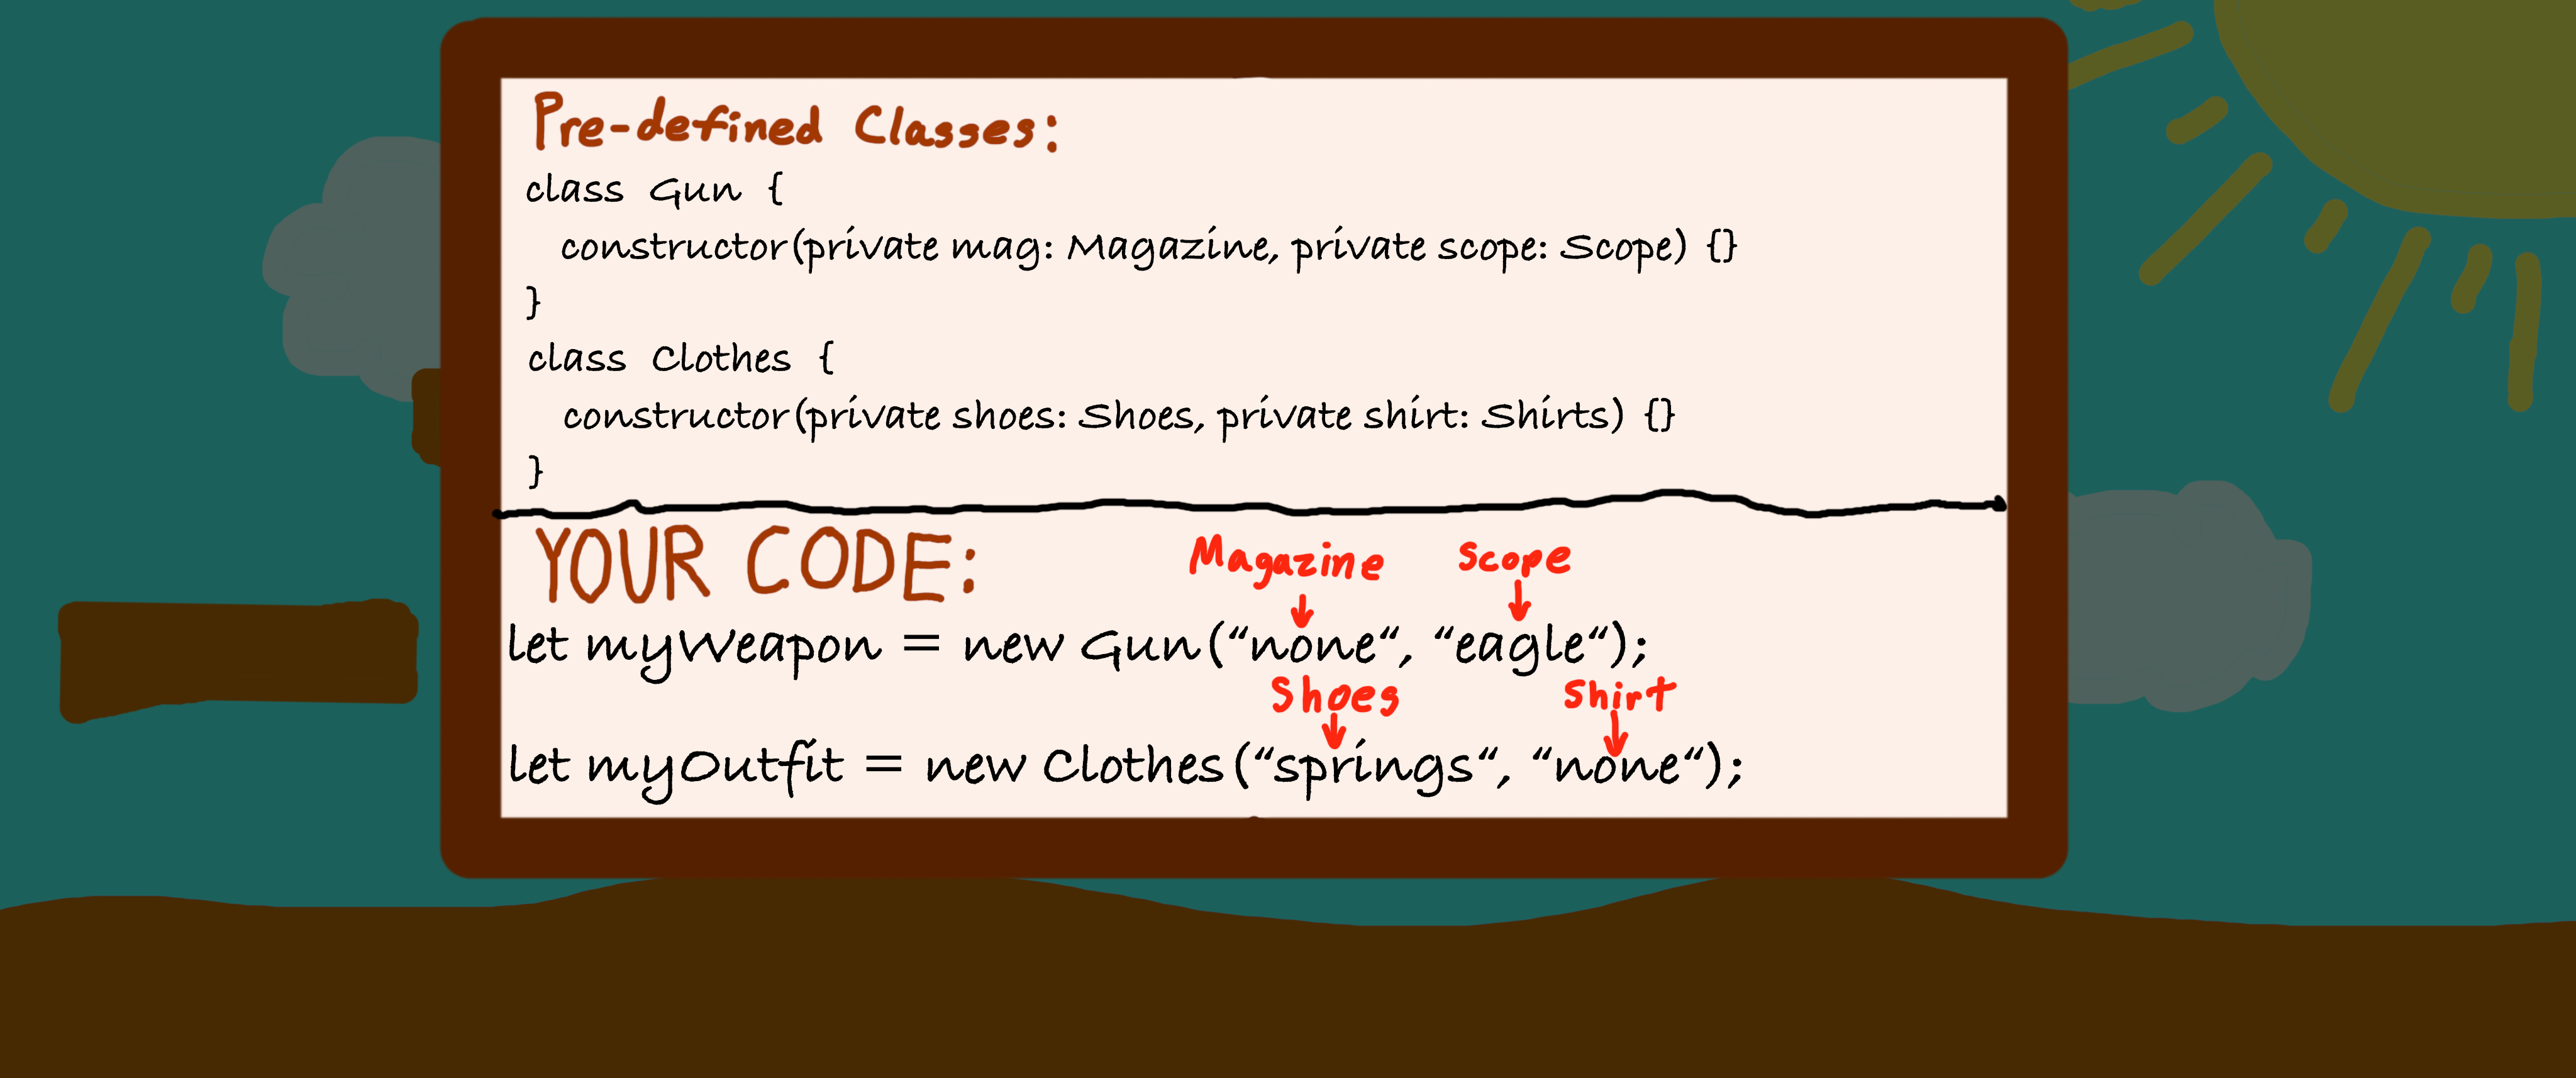 Pre-defined Classes:
class Gun {
constructor(private mag: Magazine, private scope: Scope) {}
}
class Clothes {
constructor(private shoes: Shoes, private shirt: Shirts) {}
}
YOUR CODE:
Magazine Scope
let myWeapon = new Gun(“none“, “eagle“);
Shoes Shirt
let myOutfit = new Clothes(“springs“, “none“);